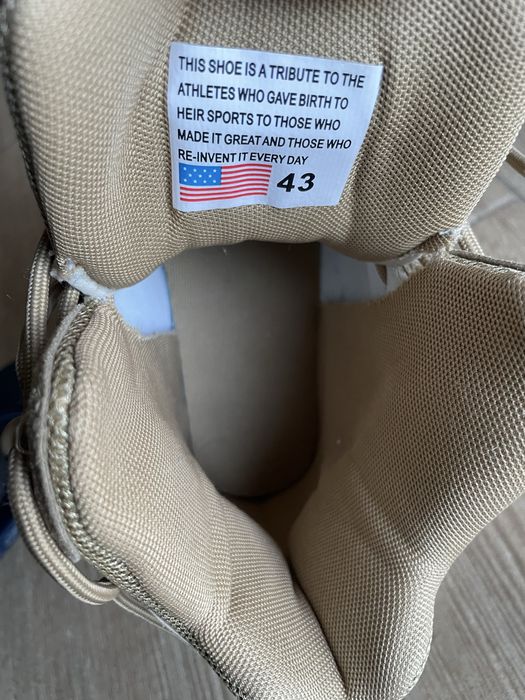 THIS SHOE IS A TRIBUTE TO THE
ATHLETES WHO GAVE BIRTH TO
HEIR SPORTS TO THOSE WHO
MADE IT GREAT AND THOSE WHO
RE-INVENT IT EVERY DAY
43